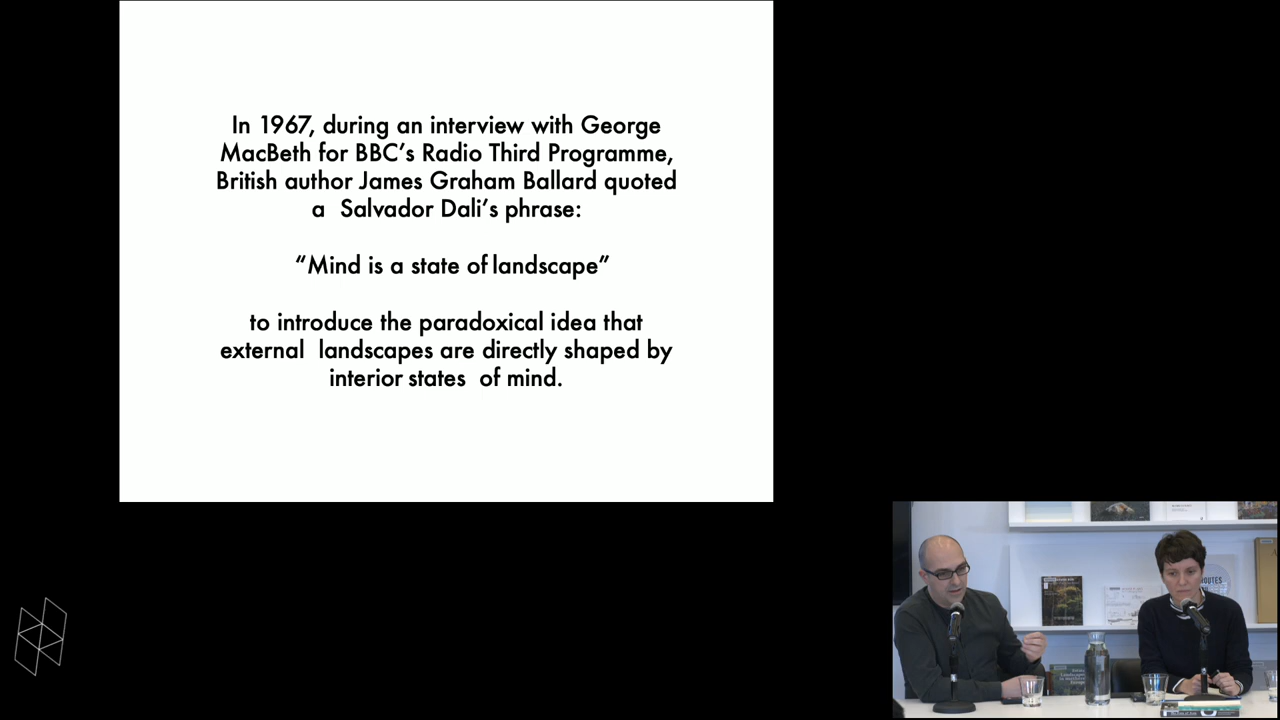 In 1967, during an interview with George
MacBeth for BBC's Radio Third Programme,
British author James Graham Ballard quoted
a Salvador Dali's phrase:
“Mind is a state of landscape”
to introduce the paradoxical idea that
external landscapes are directly shaped by
interior states of mind.